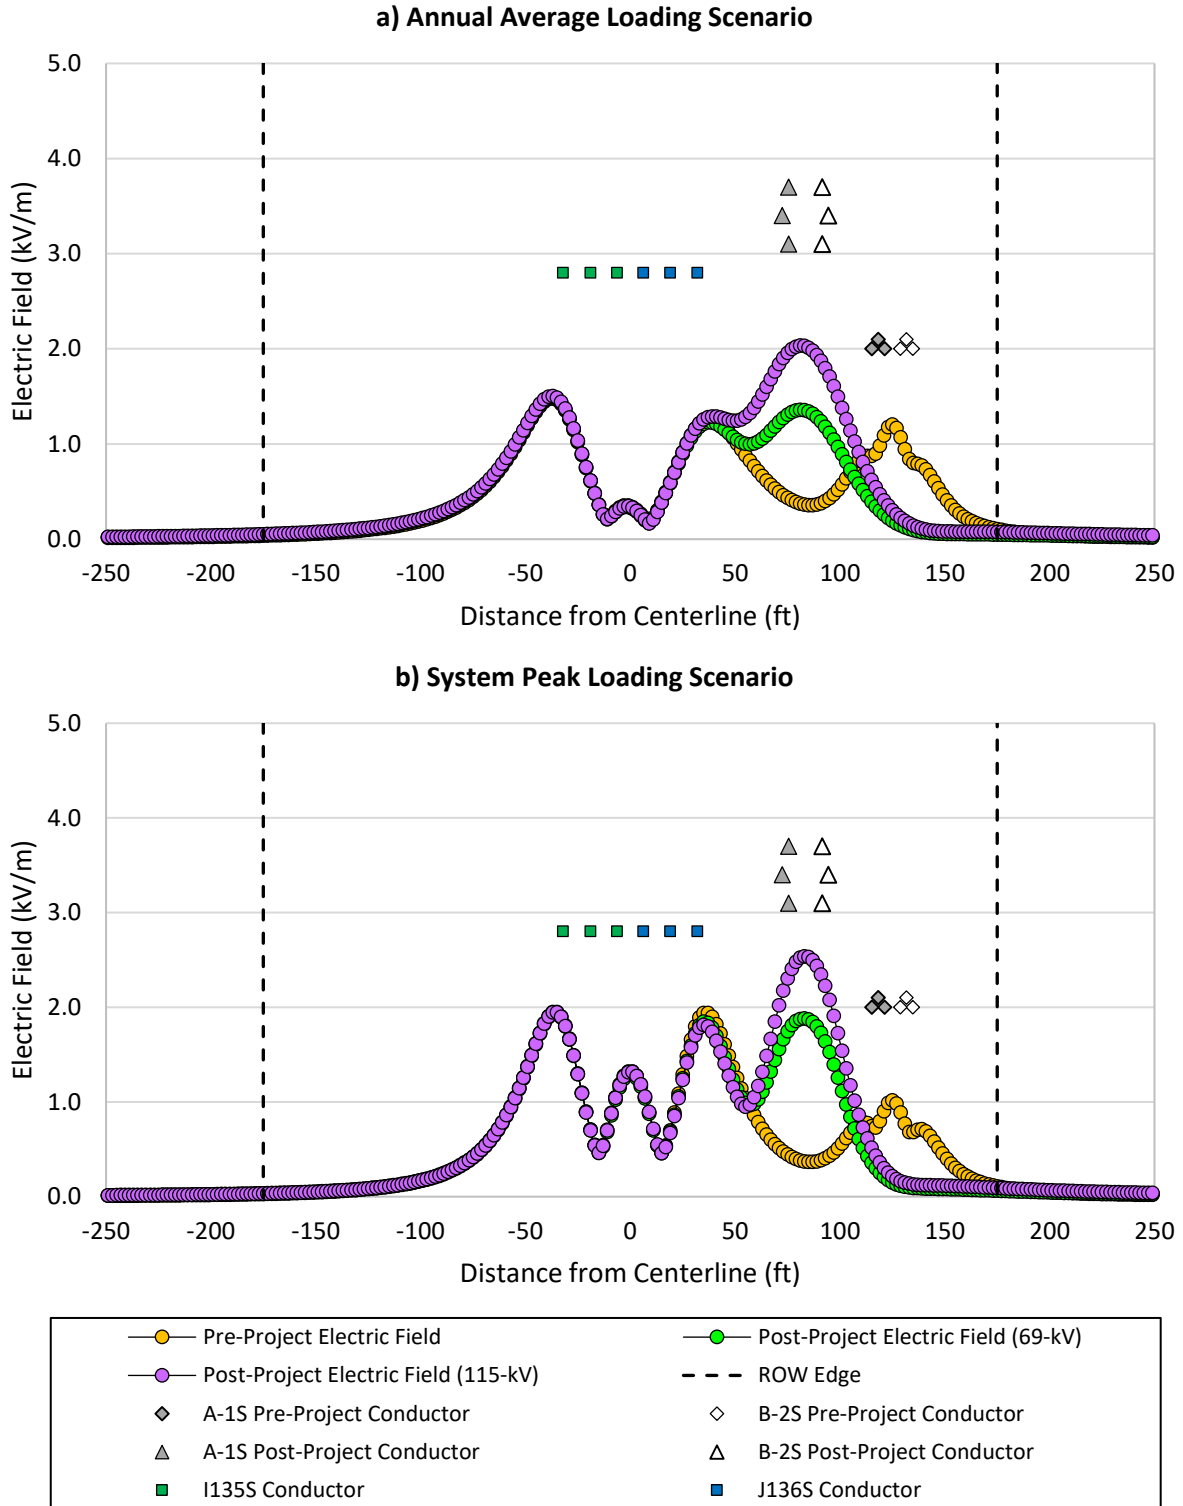 a) Annual Average Loading Scenario
5.0
4.0
3.0
2.0
1.0
0.0
Electric Field (kV/m)
-250 -200 -150 -100 -50 0 50 100 150 200 250
Distance from Centerline (ft)
b) System Peak Loading Scenario
5.0
4.0
3.0
2.0
1.0
0.0
Electric Field (kV/m)
-250 -200 -150 -100 -50 0 50 100 150 200 250
Distance from Centerline (ft)
Pre-Project Electric Field
Post-Project Electric Field (69-kV)
Post-Project Electric Field (115-kV)
ROW Edge
A-1S Pre-Project Conductor
B-2S Pre-Project Conductor
A-1S Post-Project Conductor
B-2S Post-Project Conductor
I135S Conductor
J136S Conductor